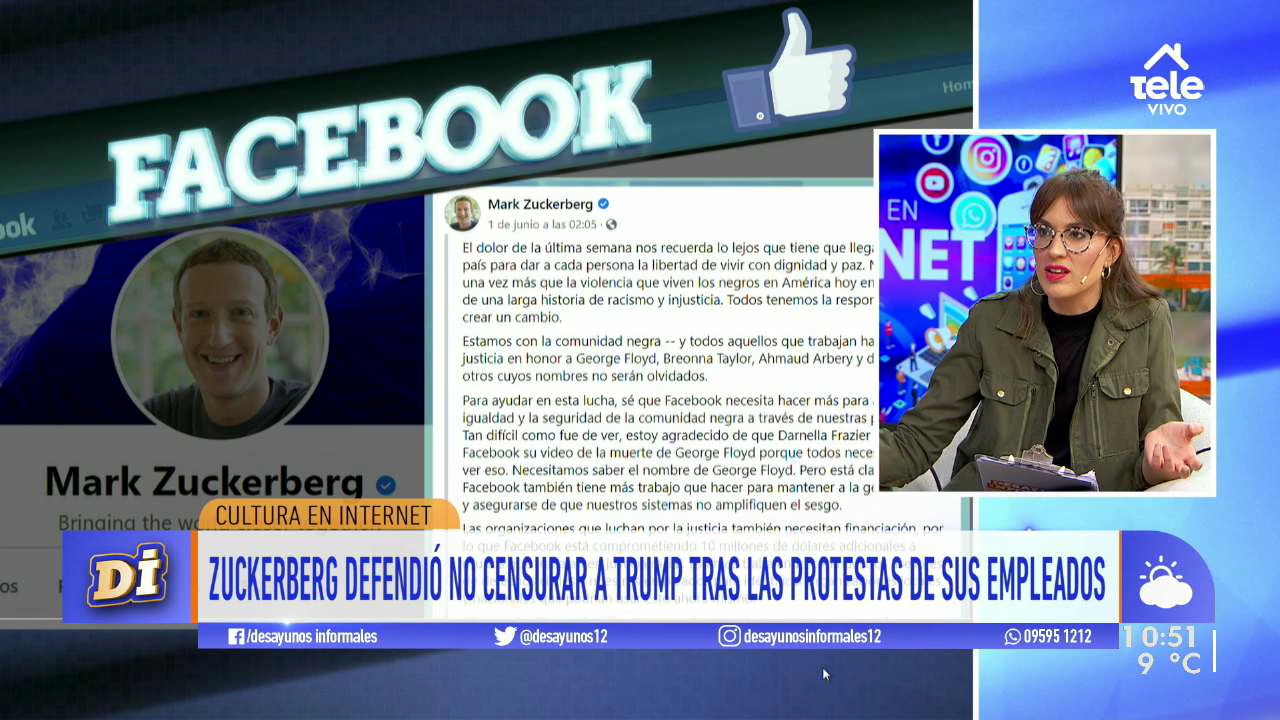 FACEBOOK
Hom
ook
tele
VIVO
EN
NET
Mark Zuckerberg
1 de junio a las 02:05
El dolor de la última semana nos recuerda lo lejos que tiene que lleg
país para dar a cada persona la libertad de vivir con dignidad y paz. N
una vez más que la violencia que viven los negros en América hoy en
de una larga historia de racismo y injusticia. Todos tenemos la respor
crear un cambio.
Estamos con la comunidad negra -- y todos aquellos que trabajan ha
justicia en honor a George Floyd, Breonna Taylor, Ahmaud Arbery y d
otros cuyos nombres no serán olvidados.
Para ayudar en esta lucha, sé que Facebook necesita hacer más para
igualdad y la seguridad de la comunidad negra a través de nuestras p
Tan difícil como fue de ver, estoy agradecido de que Darnella Frazier
Facebook su video de la muerte de George Floyd porque todos nece
ver eso. Necesitamos saber el nombre de George Floyd. Pero está cla
Facebook también tiene más trabajo que hacer para mantener a la g
y asegurarse de que nuestros sistemas no amplifiquen el sesgo.
Las organizaciones que luchan por la justicia también necesitan financiación, por
lo que Facebook está comprometiendo 10 millones de dólares adicionales a
Mark Zuckerberg
Bringing the wo
os
CULTURA EN INTERNET
Di
ZUCKERBERG DEFENDIÓ NO CENSURAR A TRUMP TRAS LAS PROTESTAS DE SUS EMPLEADOS
/desayunos informales @desayunos12 desayunosinformales12 09595 1212
10:51
9 °C